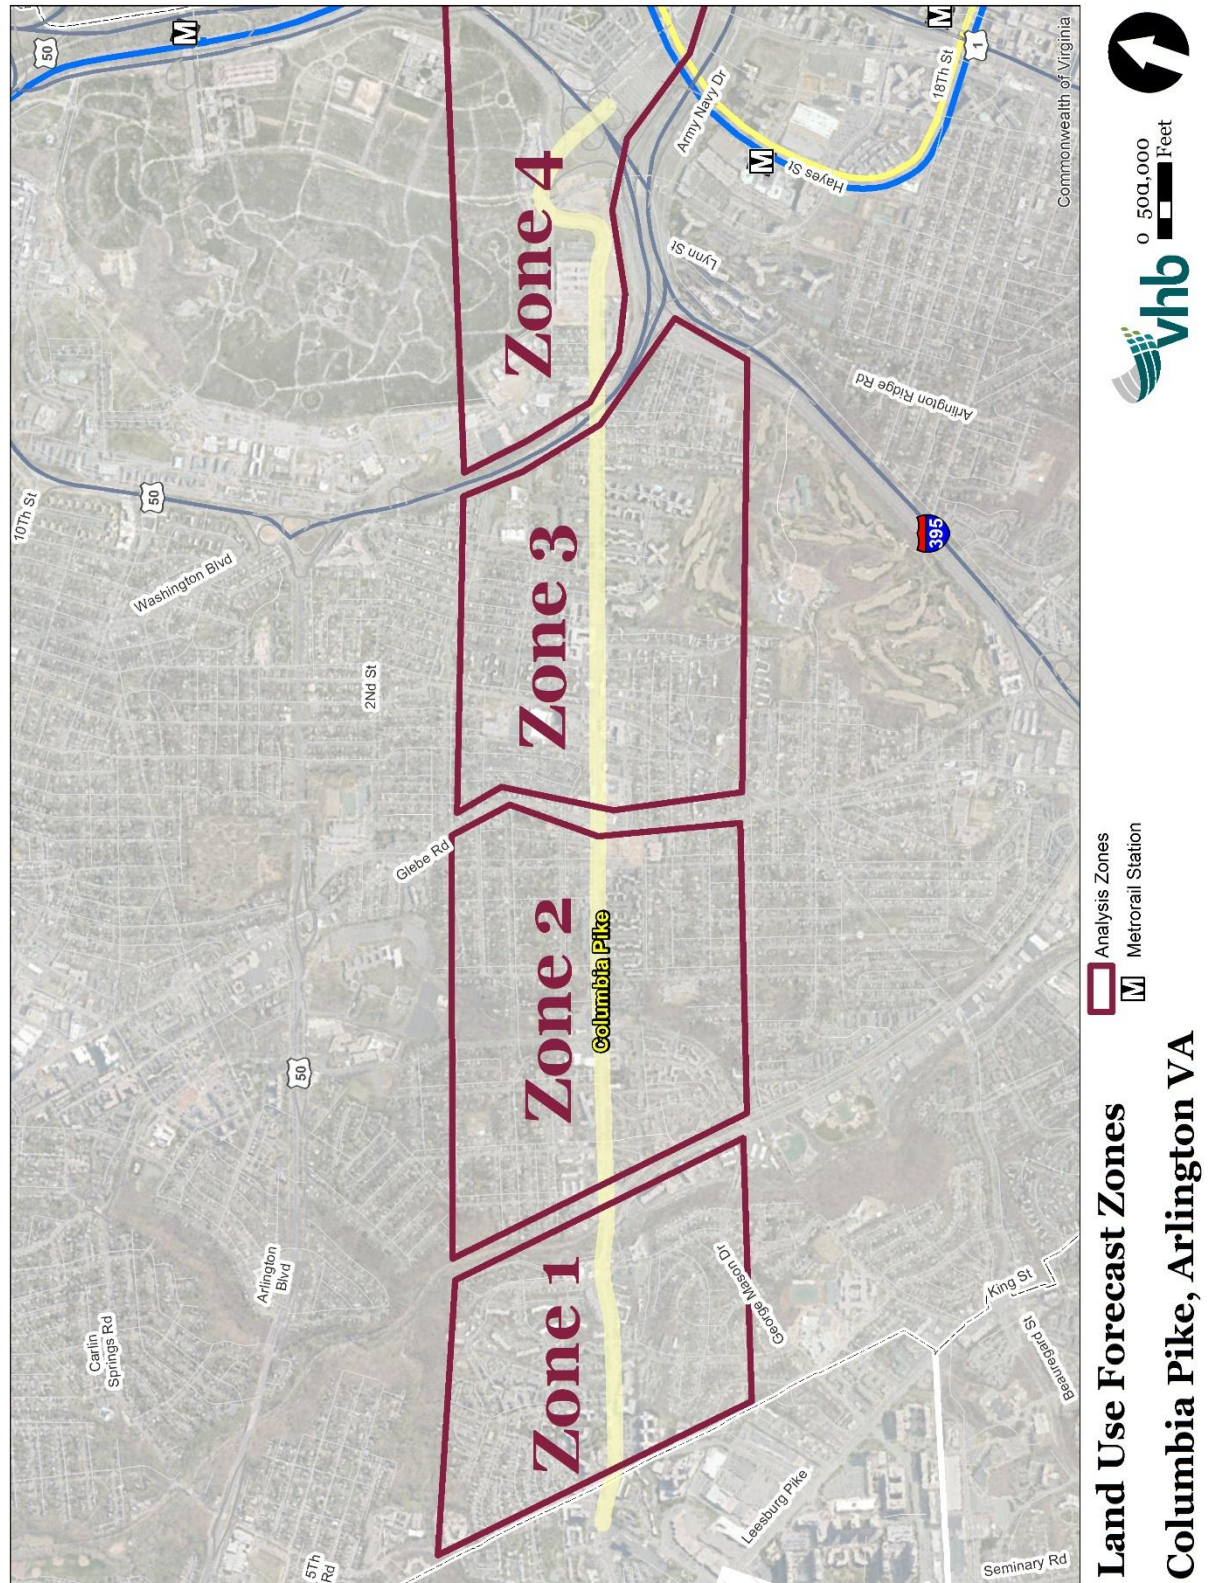 10Th St
50
Carlin
Springs Rd
50
Washington Blvd
M
Arlington
Blvd
50
5Th
Rd
2Nd St
Glebe Rd
Zone 1
Zone 2
Zone 3
Zone 4
Columbia Pike
Lynn St
Army Navy Dr
George Mason Dr
M
Leesburg Pike
Hayes St
Arlington Ridge Rd
395
M
18Th St
1
King St
Seminary Rd
Beauregard St
Commonwealth of Virginia
Land Use Forecast Zones
Columbia Pike, Arlington VA
Analysis Zones
M Metrorail Station
vhb
0 500 1,000
Feet